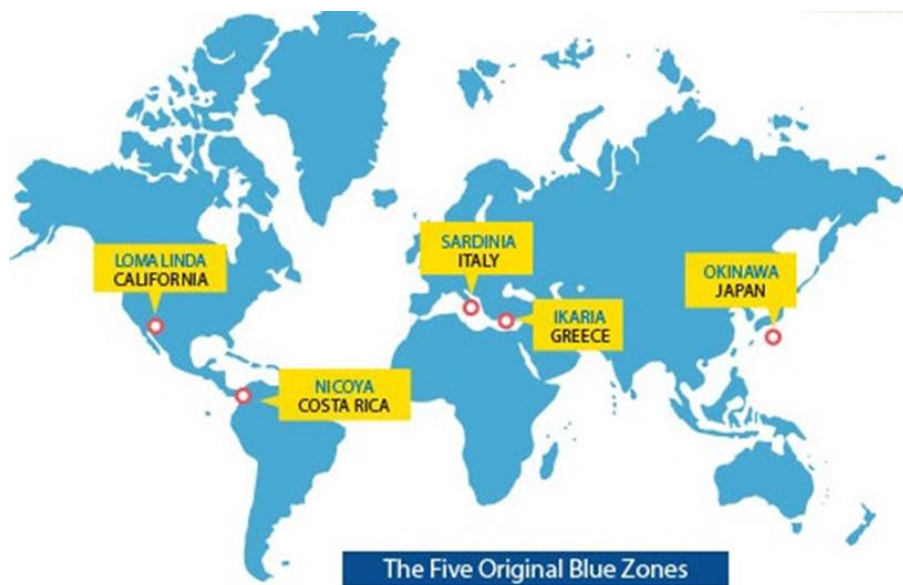 LOMA LINDA
CALIFORNIA
SARDINIA
ITALY
OKINAWA
JAPAN
IKARIA
GREECE
NICOYA
COSTA RICA
The Five Original Blue Zones